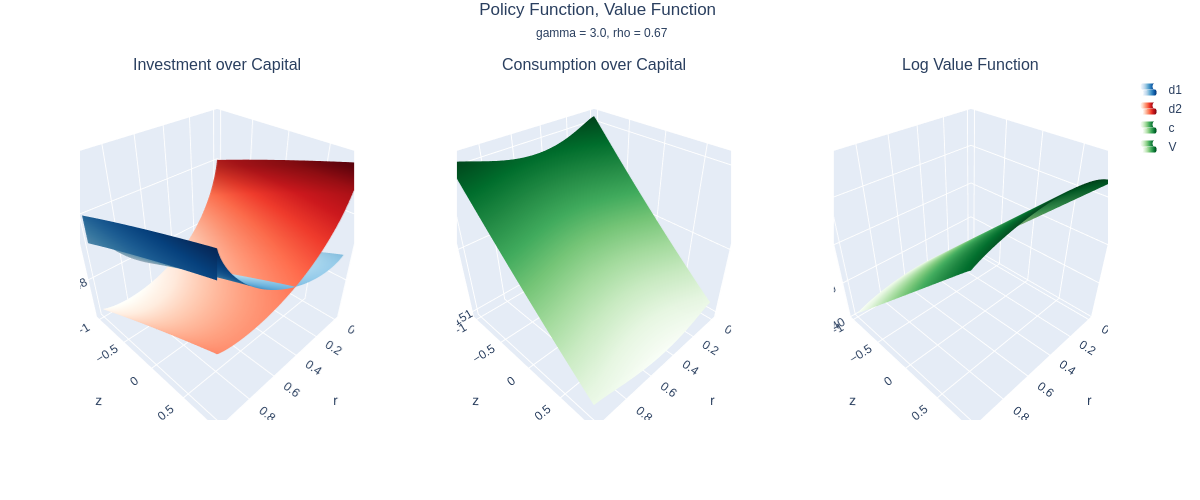 Policy Function, Value Function
gamma = 3.0, rho = 0.67
Investment over Capital
Consumption over Capital
Log Value Function
d1
d2
c
V
−1
−0.5
0
0.5
z
0.2
0.4
0.6
0.8
r
−0.5
0
0.5
z
0.2
0.4
0.6
0.8
r
−0.5
0
0.5
z
0.2
0.4
0.6
0.8
r